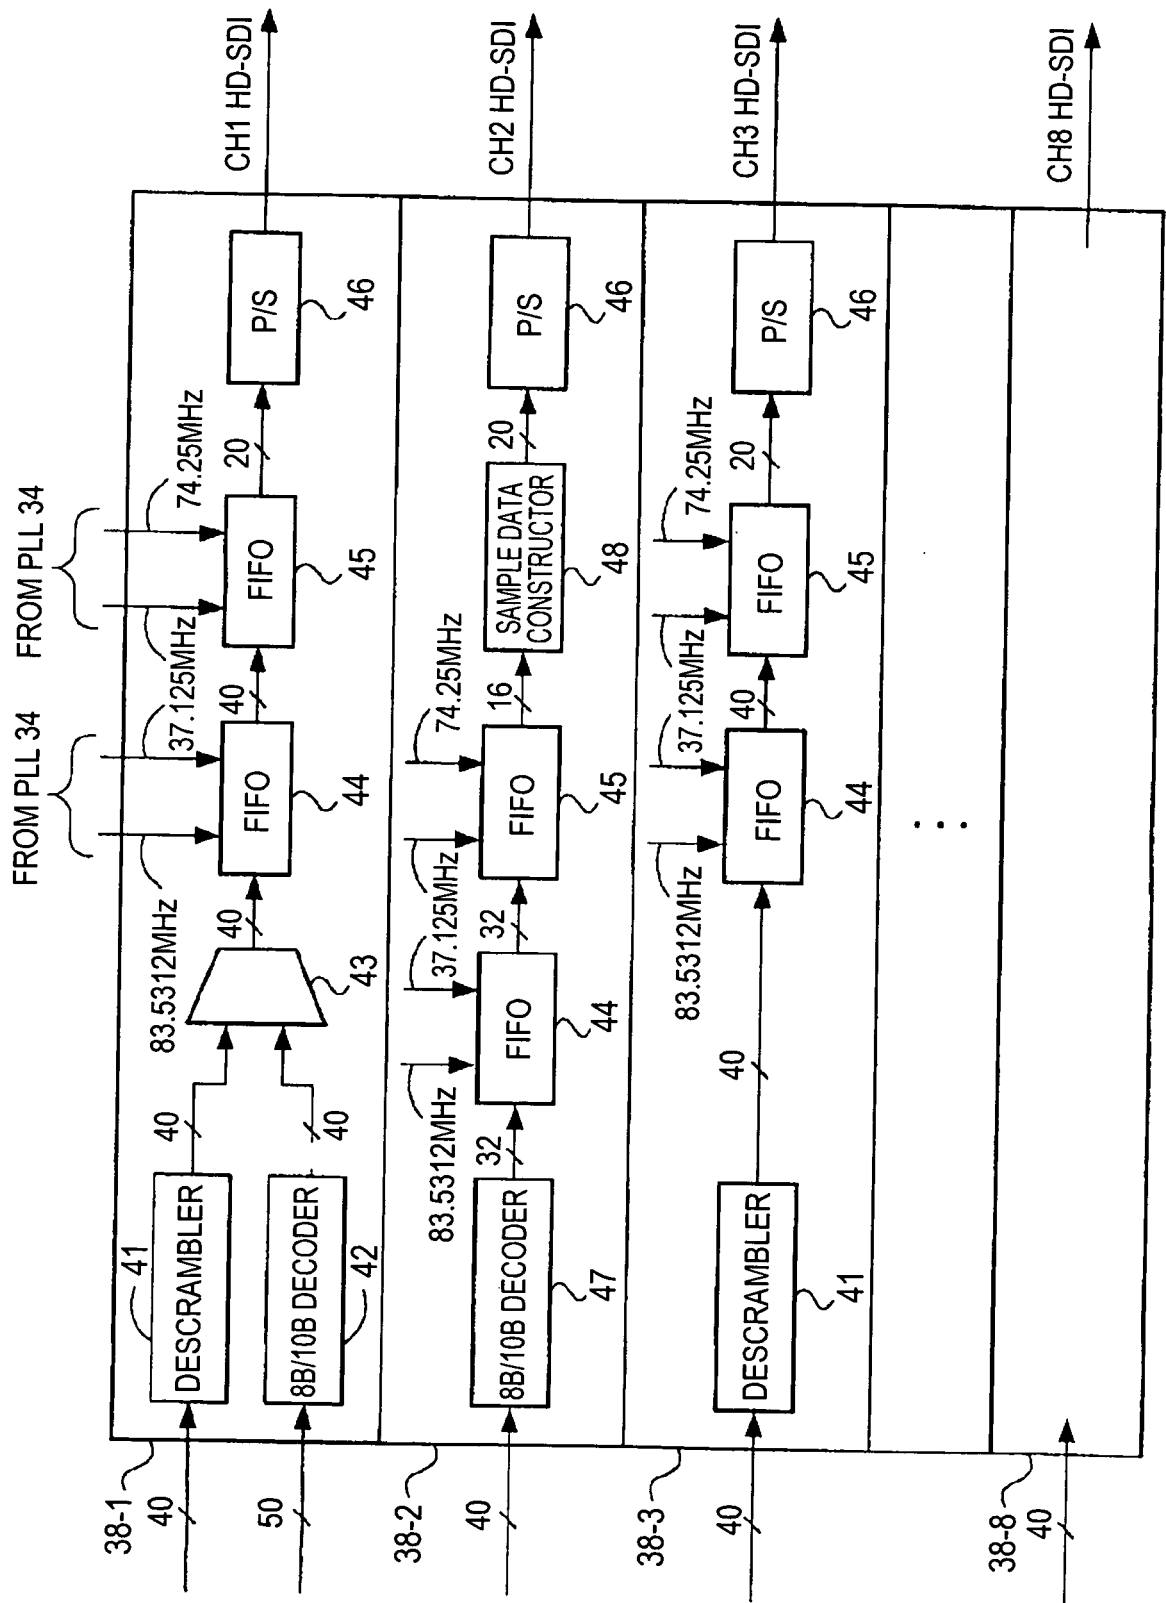 FROM PLL 34
FROM PLL 34
38-1
40
50
41
DESCRAMBLER
8B/10B DECODER
42
40
40
43
40
83.5312MHz
37.125MHz
FIFO
44
40
37.125MHz
74.25MHz
FIFO
45
20
P/S
46
CH1 HD-SDI
38-2
40
8B/10B DECODER
47
32
83.5312MHz
37.125MHz
FIFO
44
32
74.25MHz
FIFO
45
16
SAMPLE DATA
CONSTRUCTOR
48
20
P/S
46
CH2 HD-SDI
38-3
40
DESCRAMBLER
41
40
83.5312MHz
37.125MHz
FIFO
44
40
74.25MHz
FIFO
45
20
P/S
46
CH3 HD-SDI
...
38-8
40
CH8 HD-SDI